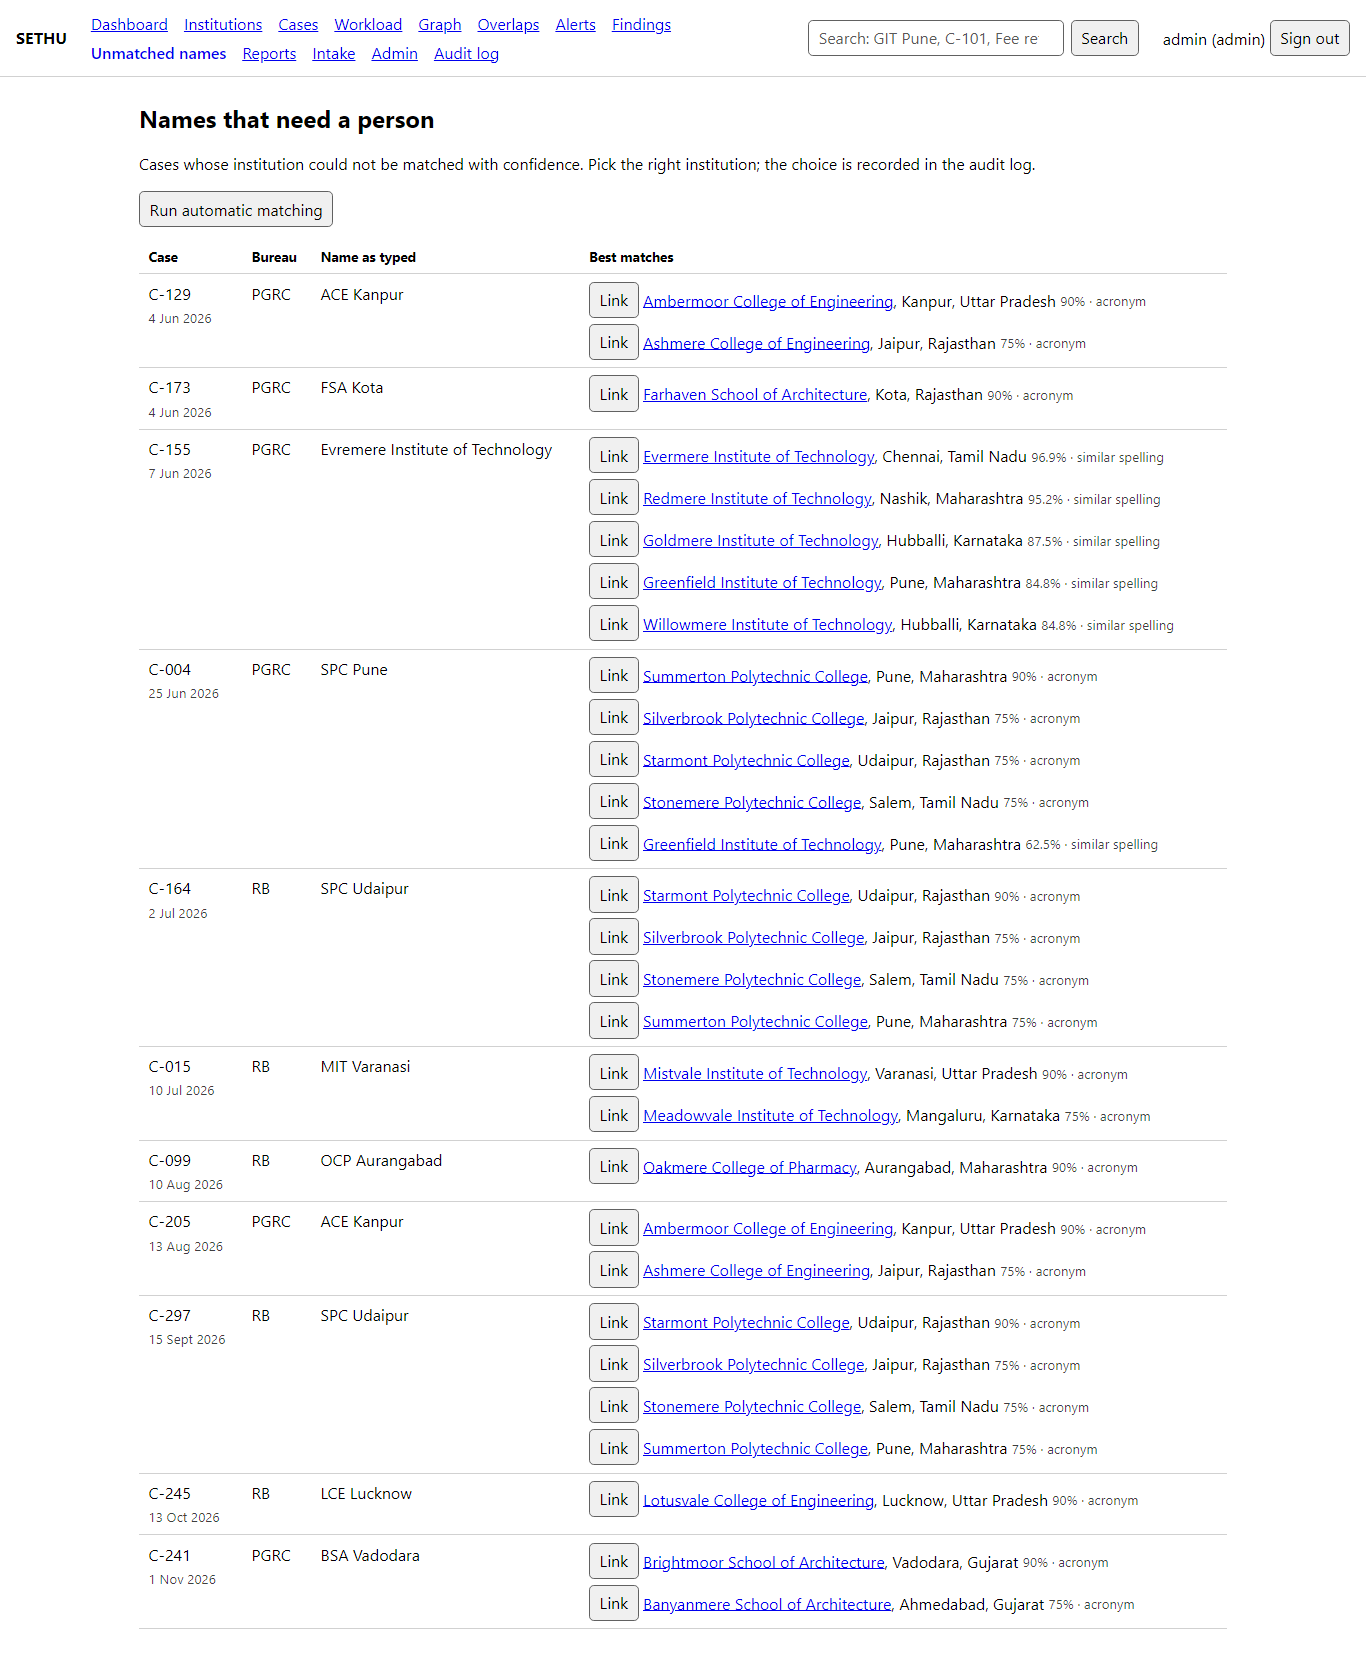 SETHU
Dashboard Institutions Cases Workload Graph Overlaps Alerts Findings
Unmatched names Reports Intake Admin Audit log
Search: GIT Pune, C-101, Fee re
Search
admin (admin) Sign out
Names that need a person
Cases whose institution could not be matched with confidence. Pick the right institution; the choice is recorded in the audit log.
Run automatic matching
Case Bureau Name as typed Best matches
C-129 PGRC ACE Kanpur Link Ambermoor College of Engineering, Kanpur, Uttar Pradesh 90% · acronym
4 Jun 2026
Link Ashmere College of Engineering, Jaipur, Rajasthan 75% · acronym
C-173 PGRC FSA Kota Link Farhaven School of Architecture, Kota, Rajasthan 90% · acronym
4 Jun 2026
C-155 PGRC Evremere Institute of Technology Link Evermere Institute of Technology, Chennai, Tamil Nadu 96.9% · similar spelling
7 Jun 2026
Link Redmere Institute of Technology, Nashik, Maharashtra 95.2% · similar spelling
Link Goldmere Institute of Technology, Hubballi, Karnataka 87.5% · similar spelling
Link Greenfield Institute of Technology, Pune, Maharashtra 84.8% · similar spelling
Link Willowmere Institute of Technology, Hubballi, Karnataka 84.8% · similar spelling
C-004 PGRC SPC Pune Link Summerton Polytechnic College, Pune, Maharashtra 90% · acronym
25 Jun 2026
Link Silverbrook Polytechnic College, Jaipur, Rajasthan 75% · acronym
Link Starmont Polytechnic College, Udaipur, Rajasthan 75% · acronym
Link Stonemere Polytechnic College, Salem, Tamil Nadu 75% · acronym
Link Greenfield Institute of Technology, Pune, Maharashtra 62.5% · similar spelling
C-164 RB SPC Udaipur Link Starmont Polytechnic College, Udaipur, Rajasthan 90% · acronym
2 Jul 2026
Link Silverbrook Polytechnic College, Jaipur, Rajasthan 75% · acronym
Link Stonemere Polytechnic College, Salem, Tamil Nadu 75% · acronym
Link Summerton Polytechnic College, Pune, Maharashtra 75% · acronym
C-015 RB MIT Varanasi Link Mistvale Institute of Technology, Varanasi, Uttar Pradesh 90% · acronym
10 Jul 2026
Link Meadowvale Institute of Technology, Mangaluru, Karnataka 75% · acronym
C-099 RB OCP Aurangabad Link Oakmere College of Pharmacy, Aurangabad, Maharashtra 90% · acronym
10 Aug 2026
C-205 PGRC ACE Kanpur Link Ambermoor College of Engineering, Kanpur, Uttar Pradesh 90% · acronym
13 Aug 2026
Link Ashmere College of Engineering, Jaipur, Rajasthan 75% · acronym
C-297 RB SPC Udaipur Link Starmont Polytechnic College, Udaipur, Rajasthan 90% · acronym
15 Sept 2026
Link Silverbrook Polytechnic College, Jaipur, Rajasthan 75% · acronym
Link Stonemere Polytechnic College, Salem, Tamil Nadu 75% · acronym
Link Summerton Polytechnic College, Pune, Maharashtra 75% · acronym
C-245 RB LCE Lucknow Link Lotusvale College of Engineering, Lucknow, Uttar Pradesh 90% · acronym
13 Oct 2026
C-241 PGRC BSA Vadodara Link Brightmoor School of Architecture, Vadodara, Gujarat 90% · acronym
1 Nov 2026
Link Banyanmere School of Architecture, Ahmedabad, Gujarat 75% · acronym